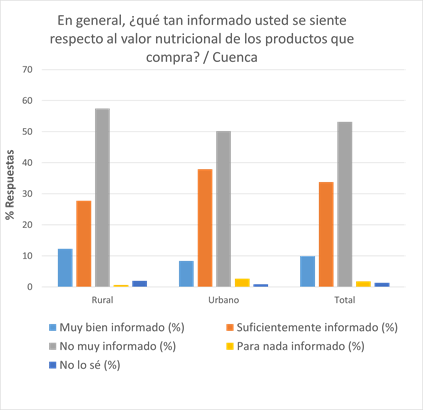 En general, ¿qué tan informado usted se siente
respecto al valor nutricional de los productos que
compra? / Cuenca
70
60
50
40
30
20
10
0
% Respuestas
Rural
Urbano
Total
Muy bien informado (%)
Suficientemente informado (%)
No muy informado (%)
Para nada informado (%)
No lo sé (%)